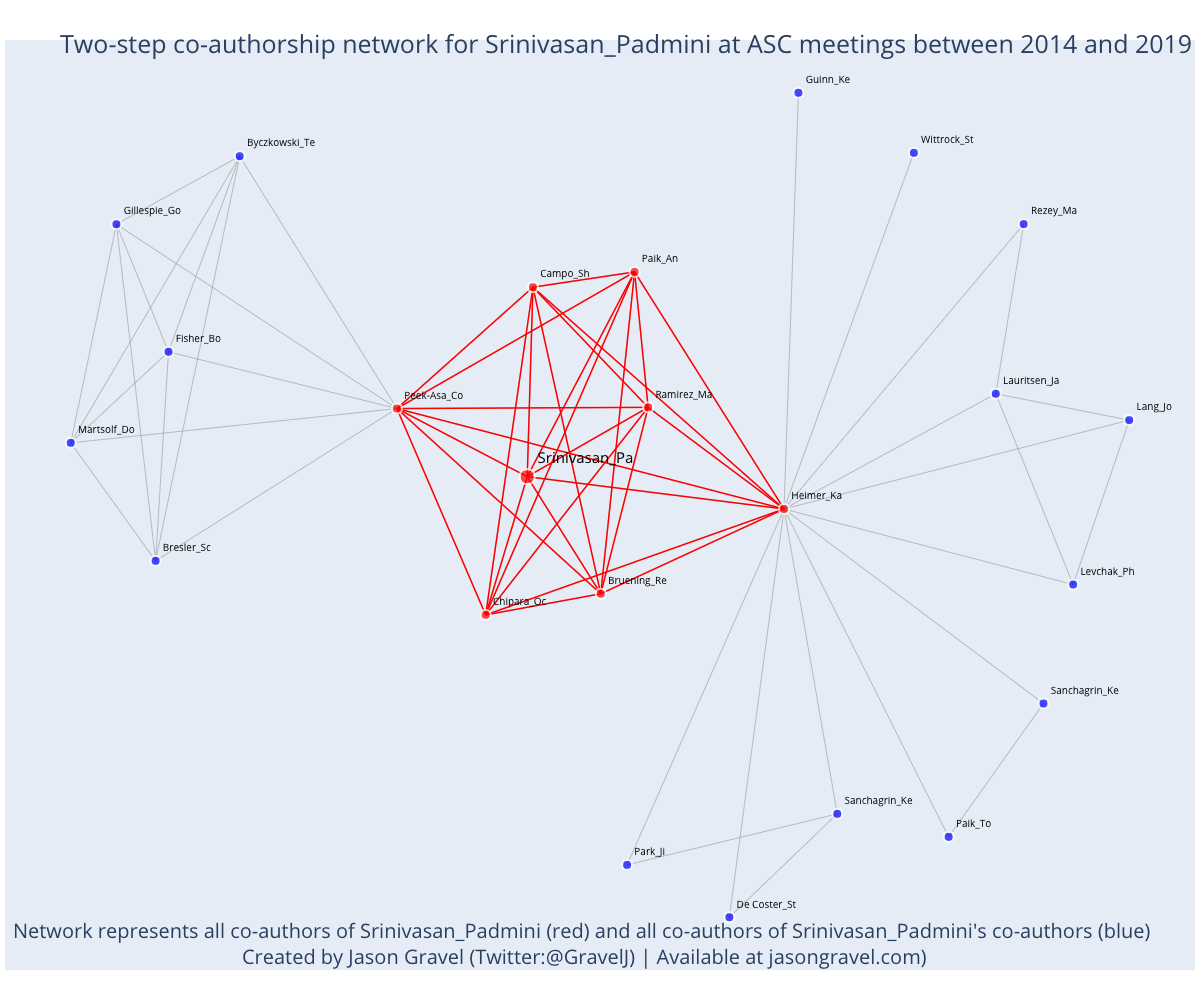 Two-step co-authorship network for Srinivasan_Padmini at ASC meetings between 2014 and 2019
Guinn_Ke
Wittrock_St
Byczkowski_Te
Gillespie_Go
Rezey_Ma
Paik_An
Campo_Sh
Fisher_Bo
Lauritsen_Ja
Peek-Asa_Co
Ramirez_Ma
Lang_Jo
Martsolf_Do
Srinivasan_Pa
Heimer_Ka
Bresler_Sc
Levchak_Ph
Bruening_Re
Chipara_Oc
Sanchagrin_Ke
Sanchagrin_Ke
Paik_To
Park_Ji
De Coster_St
Network represents all co-authors of Srinivasan_Padmini (red) and all co-authors of Srinivasan_Padmini's co-authors (blue)
Created by Jason Gravel (Twitter:@GravelJ) | Available at jasongravel.com)